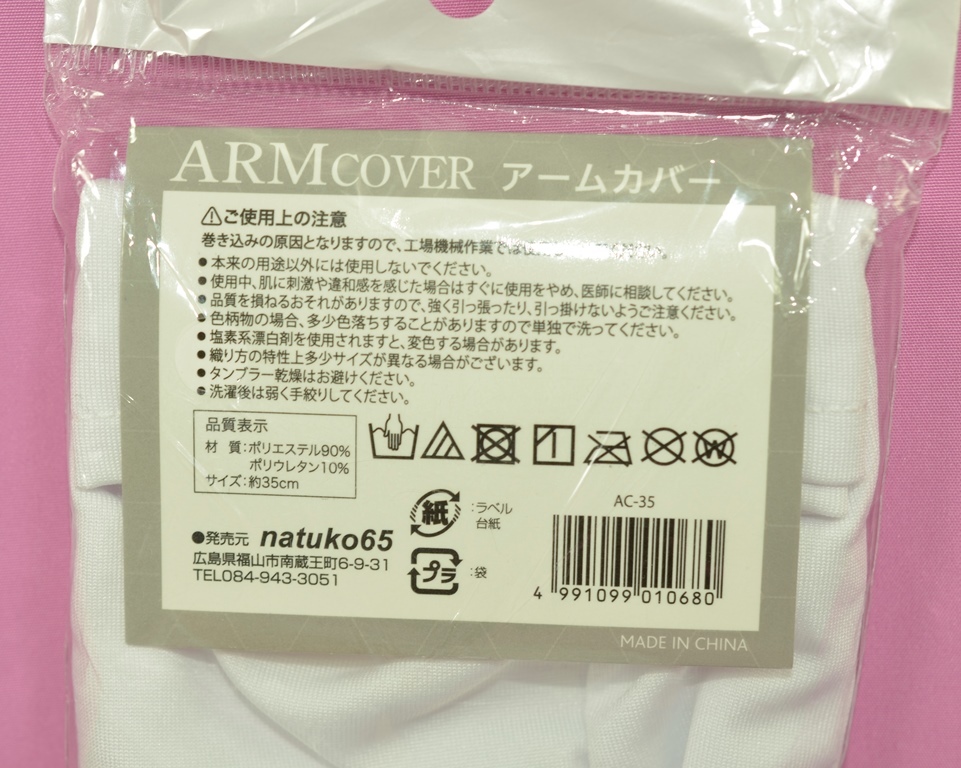 ARM COVER アームカバー
⚠ご使用上の注意
巻き込みの原因となりますので、工場機械作業では使用
●本来の用途以外には使用しないでください。
●使用中、肌に刺激や違和感を感じた場合はすぐに使用をやめ、医師に相談してください。
●品質を損ねるおそれがありますので、強く引っ張ったり、引っ掛けないようご注意ください。
●色柄物の場合、多少色落ちすることがありますので単独で洗ってください。
●塩素系漂白剤を使用されますと、変色する場合があります。
●織り方の特性上多少サイズが異なる場合がございます。
●タンブラー乾燥はお避けください。
●洗濯後は弱く手絞りしてください。
品質表示
材 質:ポリエステル90%
ポリウレタン10%
サイズ:約35cm
W
紙 :ラベル
台紙
プラ :袋
●発売元 natuko65
広島県福山市南蔵王町6-9-31
TEL084-943-3051
AC-35
4 991099 010680
MADE IN CHINA